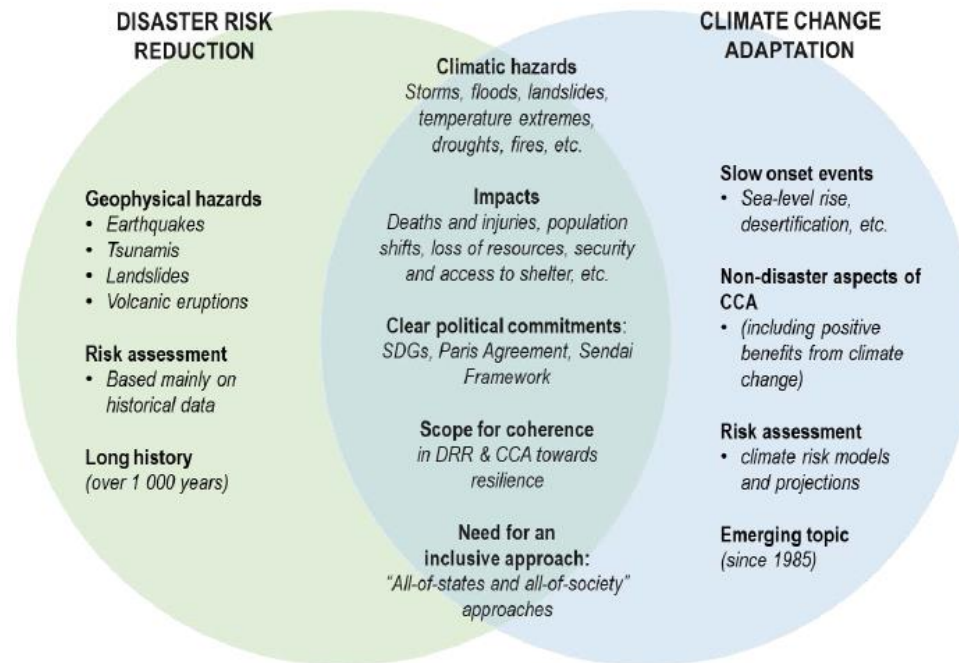 DISASTER RISK
REDUCTION
Geophysical hazards
• Earthquakes
• Tsunamis
• Landslides
• Volcanic eruptions
Risk assessment
• Based mainly on
historical data
Long history
(over 1 000 years)
Climatic hazards
Storms, floods, landslides,
temperature extremes,
droughts, fires, etc.
Impacts
Deaths and injuries, population
shifts, loss of resources, security
and access to shelter, etc.
Clear political commitments:
SDGs, Paris Agreement, Sendai
Framework
Scope for coherence
in DRR & CCA towards
resilience
Need for an
inclusive approach:
“All-of-states and all-of-society”
approaches
CLIMATE CHANGE
ADAPTATION
Slow onset events
• Sea-level rise,
desertification, etc.
Non-disaster aspects of
CCA
• (including positive
benefits from climate
change)
Risk assessment
• climate risk models
and projections
Emerging topic
(since 1985)